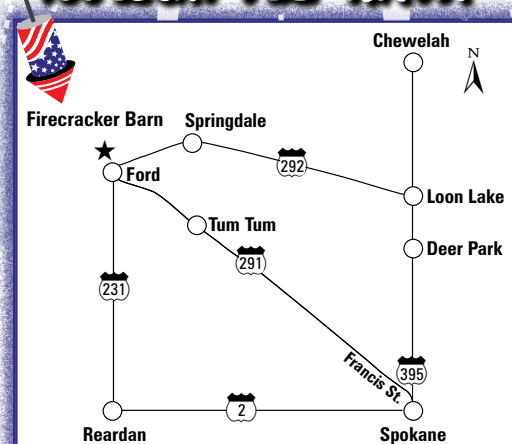 Chewelah
N
Firecracker Barn
Springdale
292
Ford
Loon Lake
Tum Tum
Deer Park
291
231
Francis St.
395
2
Reardan
Spokane